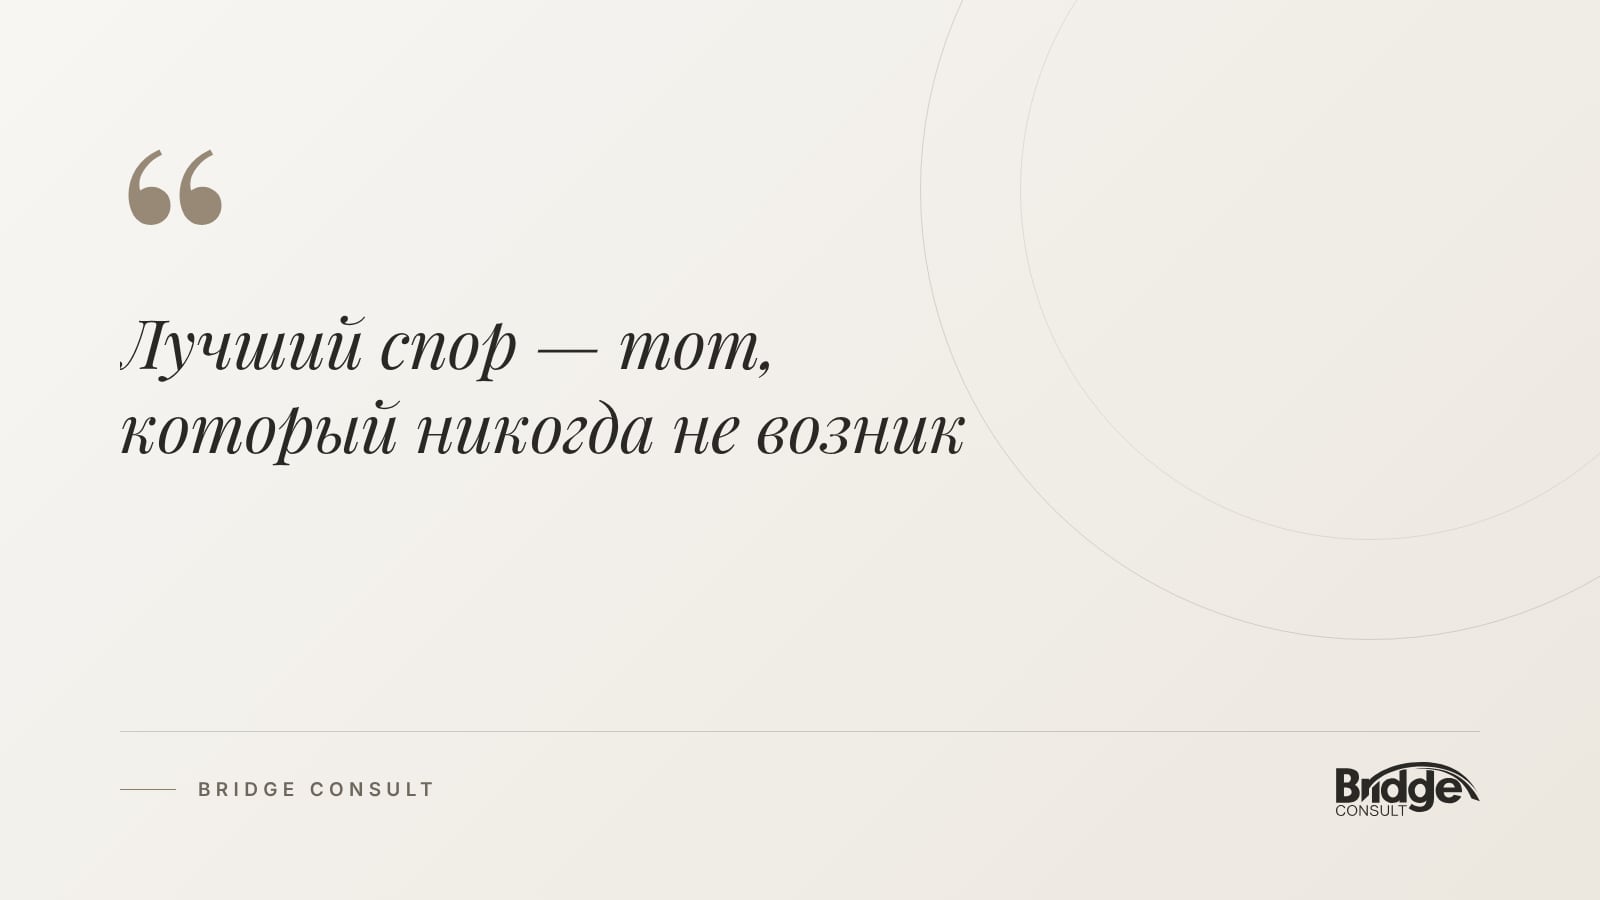 “
Лучший спор — тот,
который никогда не возник
BRIDGE CONSULT
Bridge
CONSULT